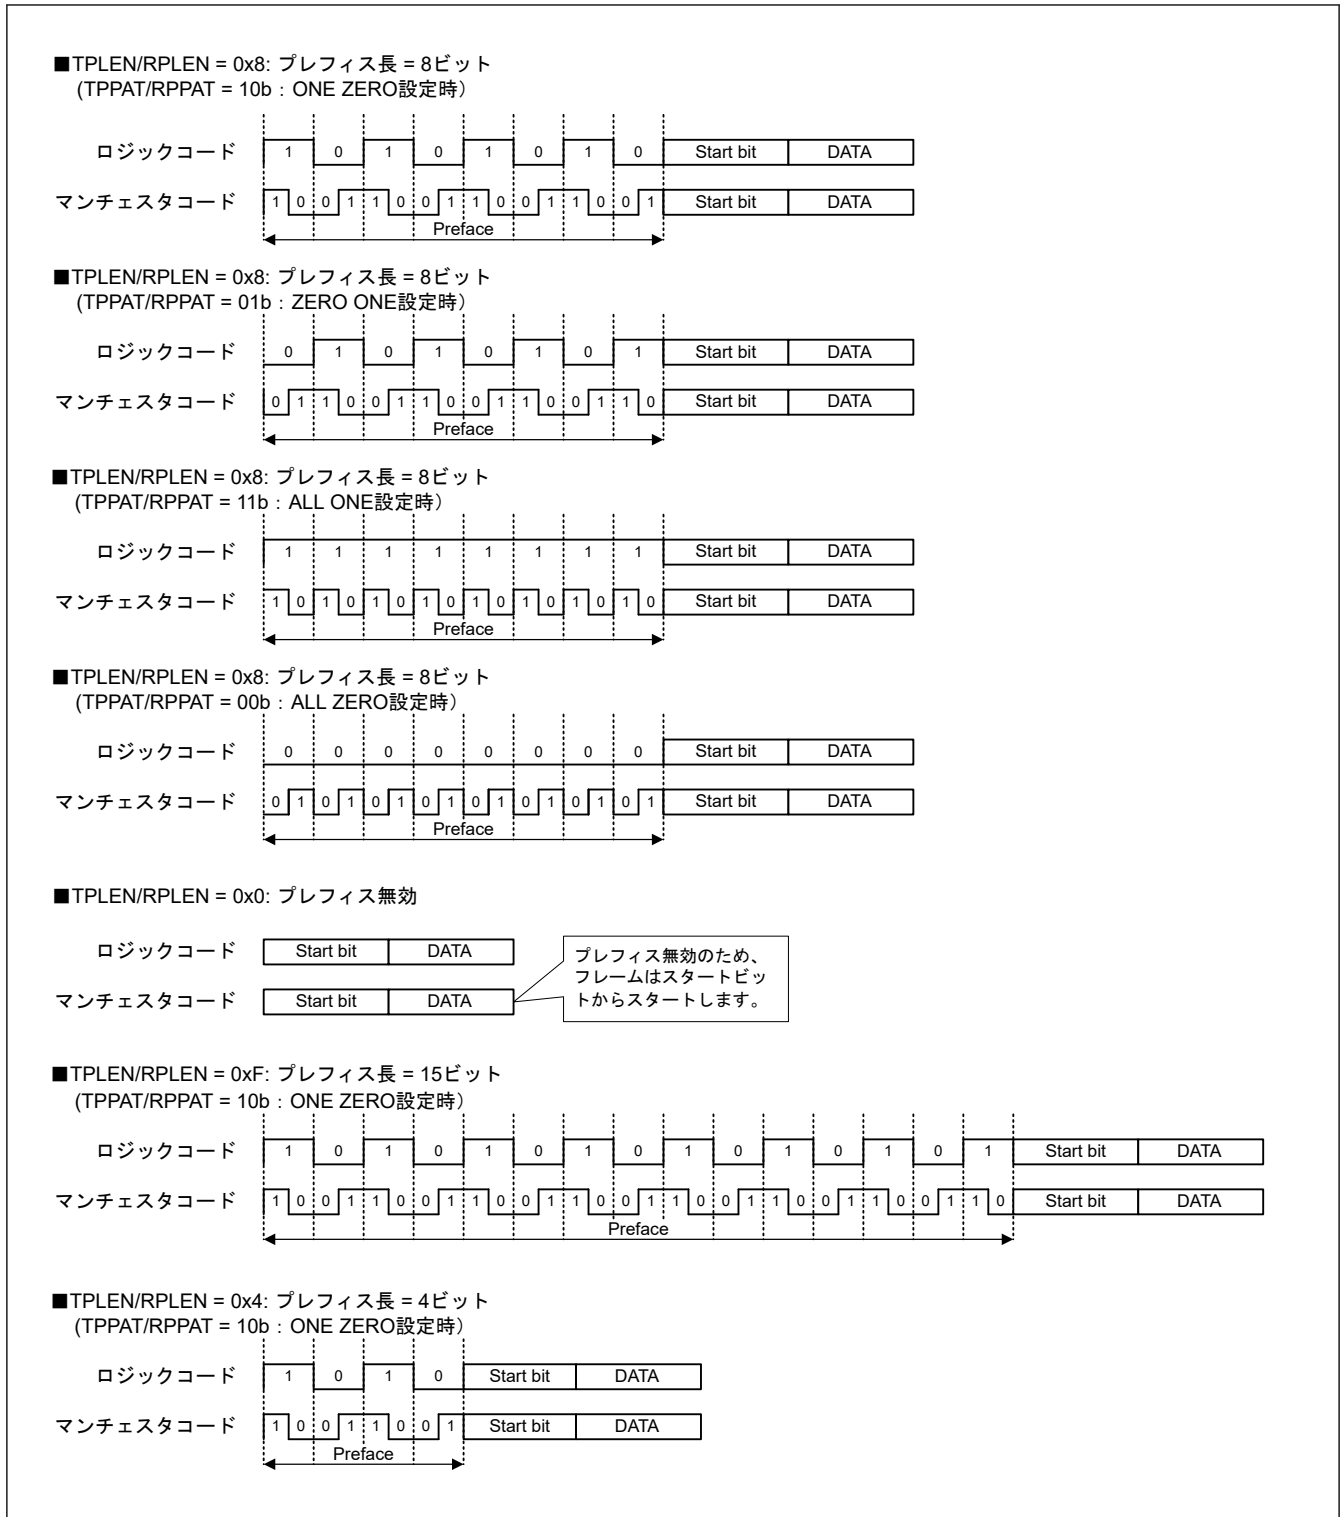 ■TPLEN/RPLEN = 0x8: プレフィス長 = 8ビット
(TPPAT/RPPAT = 10b：ONE ZERO設定時）
ロジックコード 1 0 1 0 1 0 1 0 Start bit DATA
マンチェスタコード 1 0 0 1 1 0 0 1 1 0 0 1 1 0 0 1 Start bit DATA
Preface
■TPLEN/RPLEN = 0x8: プレフィス長 = 8ビット
(TPPAT/RPPAT = 01b：ZERO ONE設定時）
ロジックコード 0 1 0 1 0 1 0 1 Start bit DATA
マンチェスタコード 0 1 1 0 0 1 1 0 0 1 1 0 0 1 1 0 Start bit DATA
Preface
■TPLEN/RPLEN = 0x8: プレフィス長 = 8ビット
(TPPAT/RPPAT = 11b：ALL ONE設定時）
ロジックコード 1 1 1 1 1 1 1 1 Start bit DATA
マンチェスタコード 1 0 1 0 1 0 1 0 1 0 1 0 1 0 1 0 Start bit DATA
Preface
■TPLEN/RPLEN = 0x8: プレフィス長 = 8ビット
(TPPAT/RPPAT = 00b：ALL ZERO設定時）
ロジックコード 0 0 0 0 0 0 0 0 Start bit DATA
マンチェスタコード 0 1 0 1 0 1 0 1 0 1 0 1 0 1 0 1 Start bit DATA
Preface
■TPLEN/RPLEN = 0x0: プレフィス無効
ロジックコード Start bit DATA
マンチェスタコード Start bit DATA
プレフィス無効のため、
フレームはスタートビッ
トからスタートします。
■TPLEN/RPLEN = 0xF: プレフィス長 = 15ビット
(TPPAT/RPPAT = 10b：ONE ZERO設定時）
ロジックコード 1 0 1 0 1 0 1 0 1 0 1 0 1 0 1 Start bit DATA
マンチェスタコード 1 0 0 1 1 0 0 1 1 0 0 1 1 0 0 1 1 0 0 1 1 0 0 1 1 0 0 1 1 0 Start bit DATA
Preface
■TPLEN/RPLEN = 0x4: プレフィス長 = 4ビット
(TPPAT/RPPAT = 10b：ONE ZERO設定時）
ロジックコード 1 0 1 0 Start bit DATA
マンチェスタコード 1 0 0 1 1 0 0 1 Start bit DATA
Preface